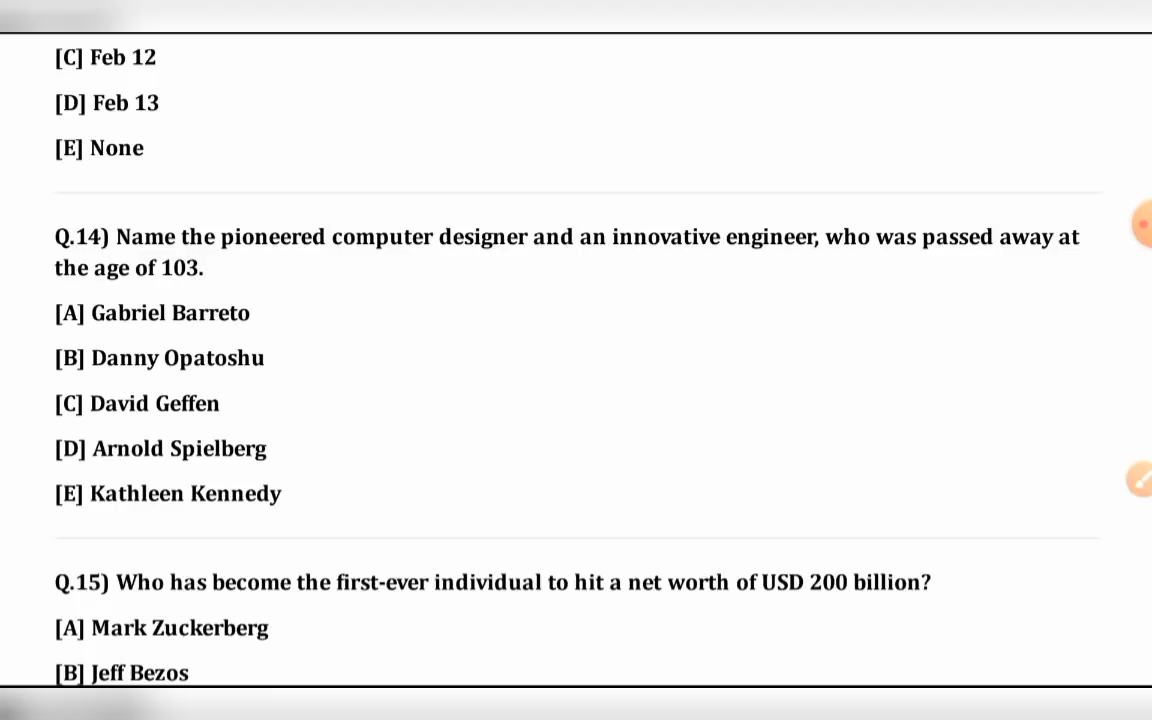 [C] Feb 12
[D] Feb 13
[E] None
Q.14) Name the pioneered computer designer and an innovative engineer, who was passed away at
the age of 103.
[A] Gabriel Barreto
[B] Danny Opatoshu
[C] David Geffen
[D] Arnold Spielberg
[E] Kathleen Kennedy
Q.15) Who has become the first-ever individual to hit a net worth of USD 200 billion?
[A] Mark Zuckerberg
[B] Jeff Bezos